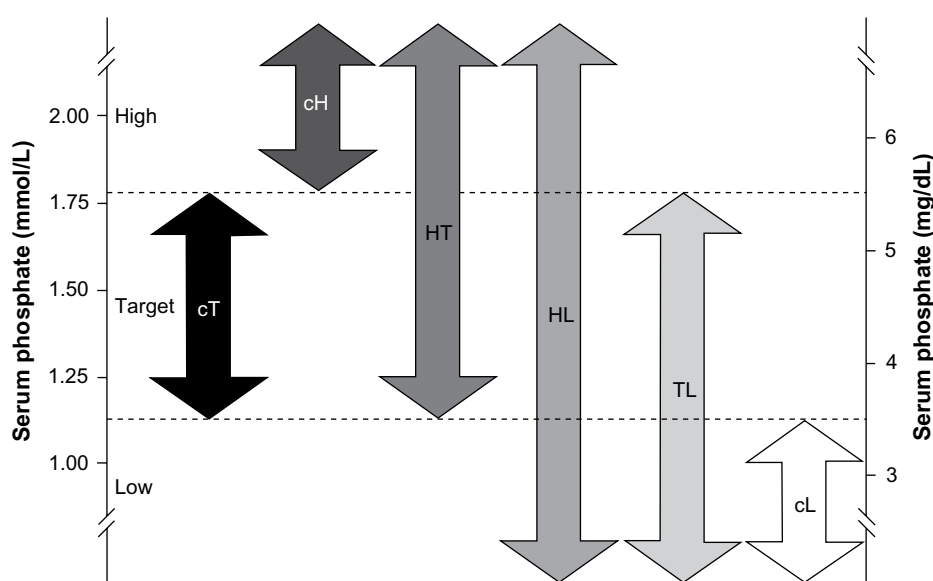 Serum phosphate (mmol/L)
2.00
1.75
1.50
1.25
1.00
High
Target
Low
cT
cH
HT
HL
TL
cL
6
5
4
3
Serum phosphate (mg/dL)